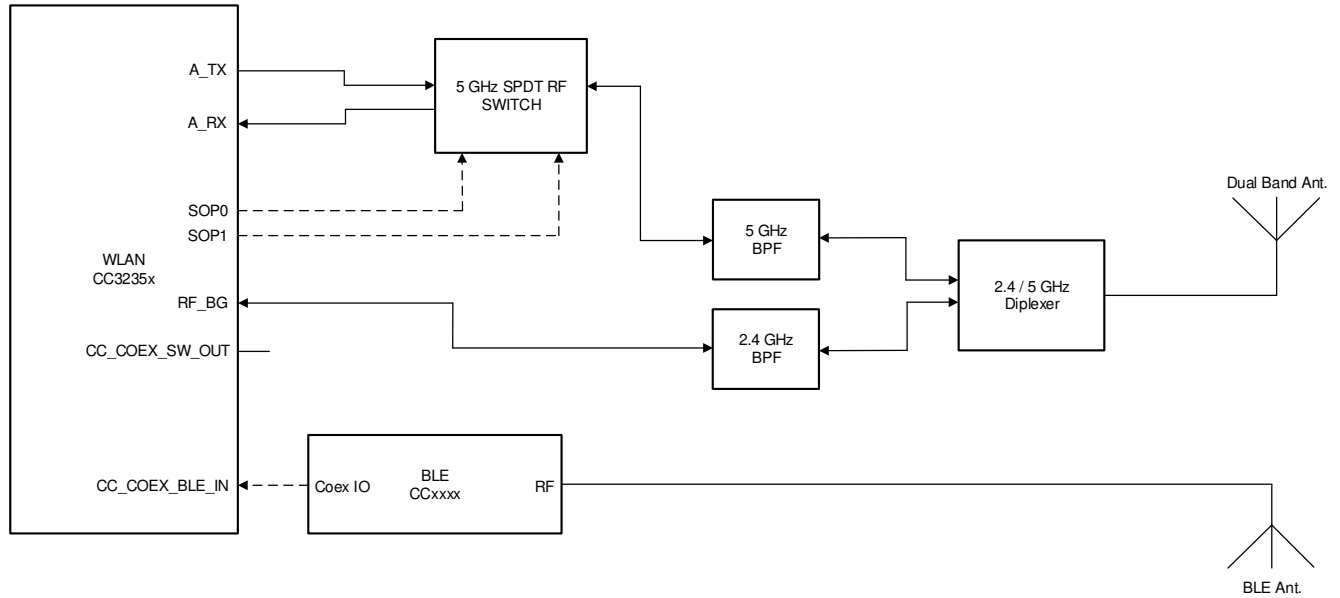 A_TX
A_RX
SOP0
SOP1
WLAN
CC3235x
RF_BG
CC_COEX_SW_OUT
CC_COEX_BLE_IN
5 GHz SPDT RF
SWITCH
5 GHz
BPF
2.4 GHz
BPF
2.4 / 5 GHz
Diplexer
Dual Band Ant.
Coex IO
BLE
CCxxxx
RF
BLE Ant.